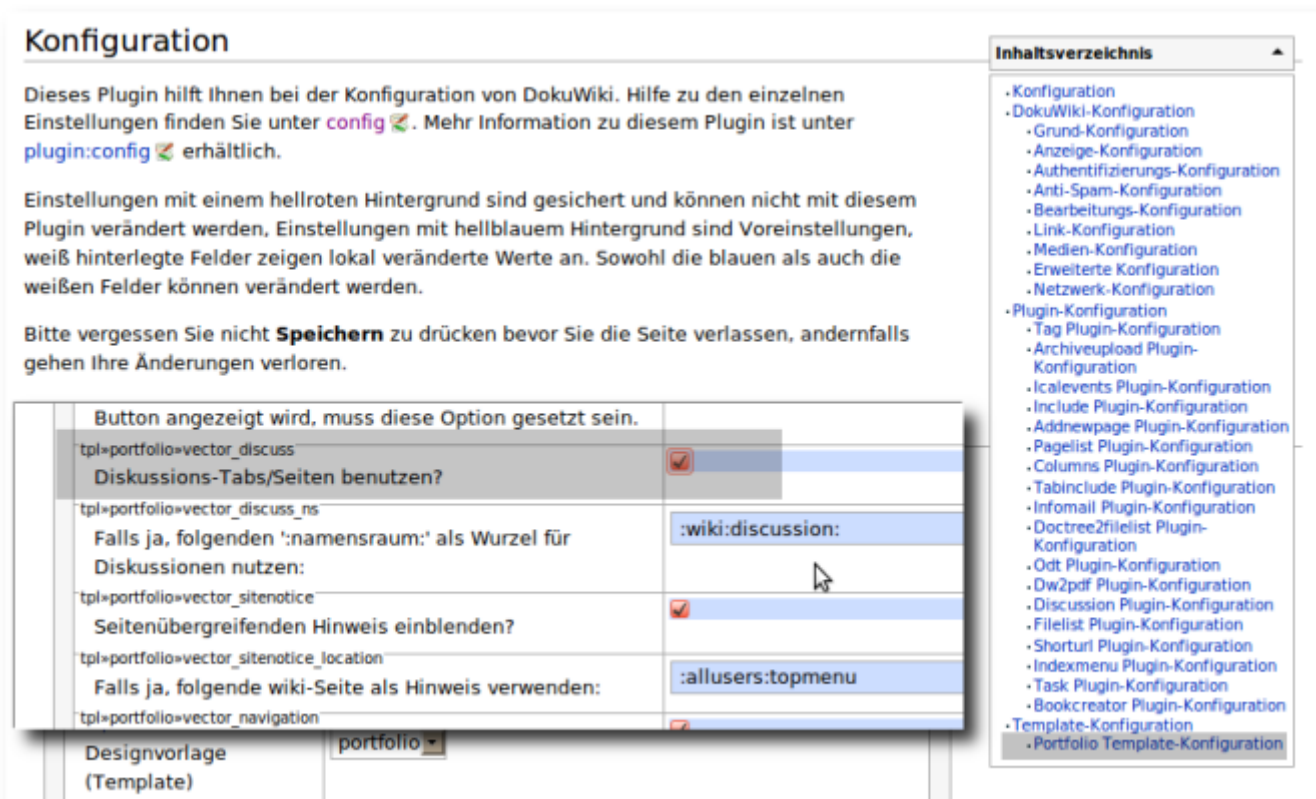 Konfiguration
Dieses Plugin hilft Ihnen bei der Konfiguration von DokuWiki. Hilfe zu den einzelnen
Einstellungen finden Sie unter config. Mehr Information zu diesem Plugin ist unter
plugin:config erhältlich.
Einstellungen mit einem hellroten Hintergrund sind gesichert und können nicht mit diesem
Plugin verändert werden, Einstellungen mit hellblauem Hintergrund sind Voreinstellungen,
weiß hinterlegte Felder zeigen lokal veränderte Werte an. Sowohl die blauen als auch die
weißen Felder können verändert werden.
Bitte vergessen Sie nicht Speichern zu drücken bevor Sie die Seite verlassen, andernfalls
gehen Ihre Änderungen verloren.
Button angezeigt wird, muss diese Option gesetzt sein.
tpl»portfolio»vector_discuss
Diskussions-Tabs/Seiten benutzen?
tpl»portfolio»vector_discuss_ns
Falls ja, folgenden ':namensraum:' als Wurzel für
Diskussionen nutzen:
:wiki:discussion:
tpl»portfolio»vector_sitenotice
Seitenübergreifenden Hinweis einblenden?
tpl»portfolio»vector_sitenotice_location
Falls ja, folgende wiki-Seite als Hinweis verwenden:
:allusers:topmenu
tpl»portfolio»vector_navigation
Designvorlage
(Template)
portfolio
Inhaltsverzeichnis
Konfiguration
DokuWiki-Konfiguration
Grund-Konfiguration
Anzeige-Konfiguration
Authentifizierungs-Konfiguration
Anti-Spam-Konfiguration
Bearbeitungs-Konfiguration
Link-Konfiguration
Medien-Konfiguration
Erweiterte Konfiguration
Netzwerk-Konfiguration
Plugin-Konfiguration
Tag Plugin-Konfiguration
Archiveupload Plugin-
Konfiguration
Icalevents Plugin-Konfiguration
Include Plugin-Konfiguration
Addnewpage Plugin-Konfiguration
Pagelist Plugin-Konfiguration
Columns Plugin-Konfiguration
Tabinclude Plugin-Konfiguration
Infomail Plugin-Konfiguration
Doctree2filelist Plugin-
Konfiguration
Odt Plugin-Konfiguration
Dw2pdf Plugin-Konfiguration
Discussion Plugin-Konfiguration
Filelist Plugin-Konfiguration
Shorturl Plugin-Konfiguration
Indexmenu Plugin-Konfiguration
Task Plugin-Konfiguration
Bookcreator Plugin-Konfiguration
Template-Konfiguration
Portfolio Template-Konfiguration